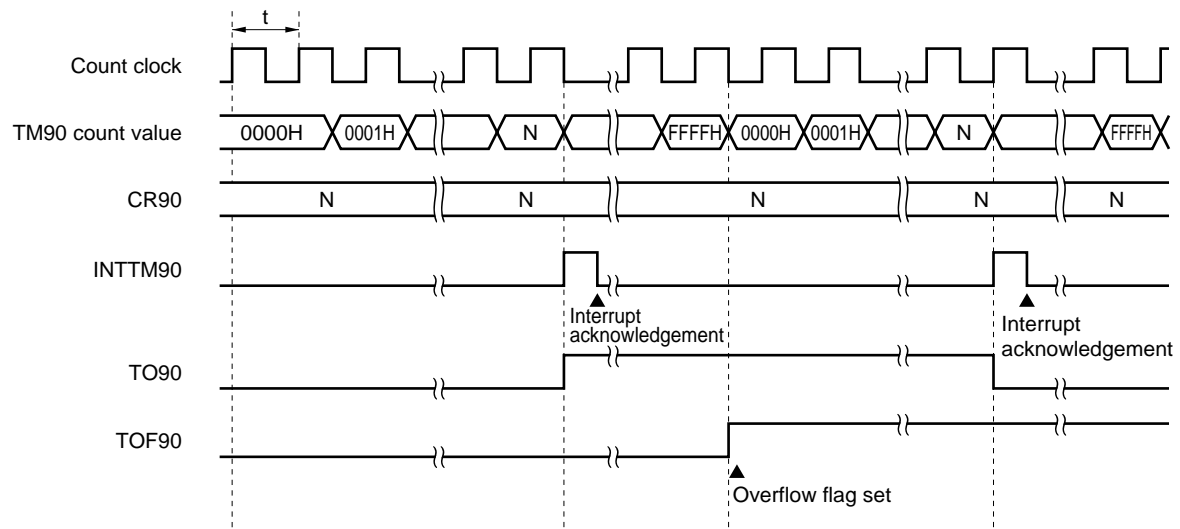 t
Count clock
TM90 count value 0000H 0001H N FFFFH 0000H 0001H N FFFFH
CR90 N N N N N
INTTM90
Interrupt
acknowledgement
Interrupt
acknowledgement
TO90
TOF90
Overflow flag set